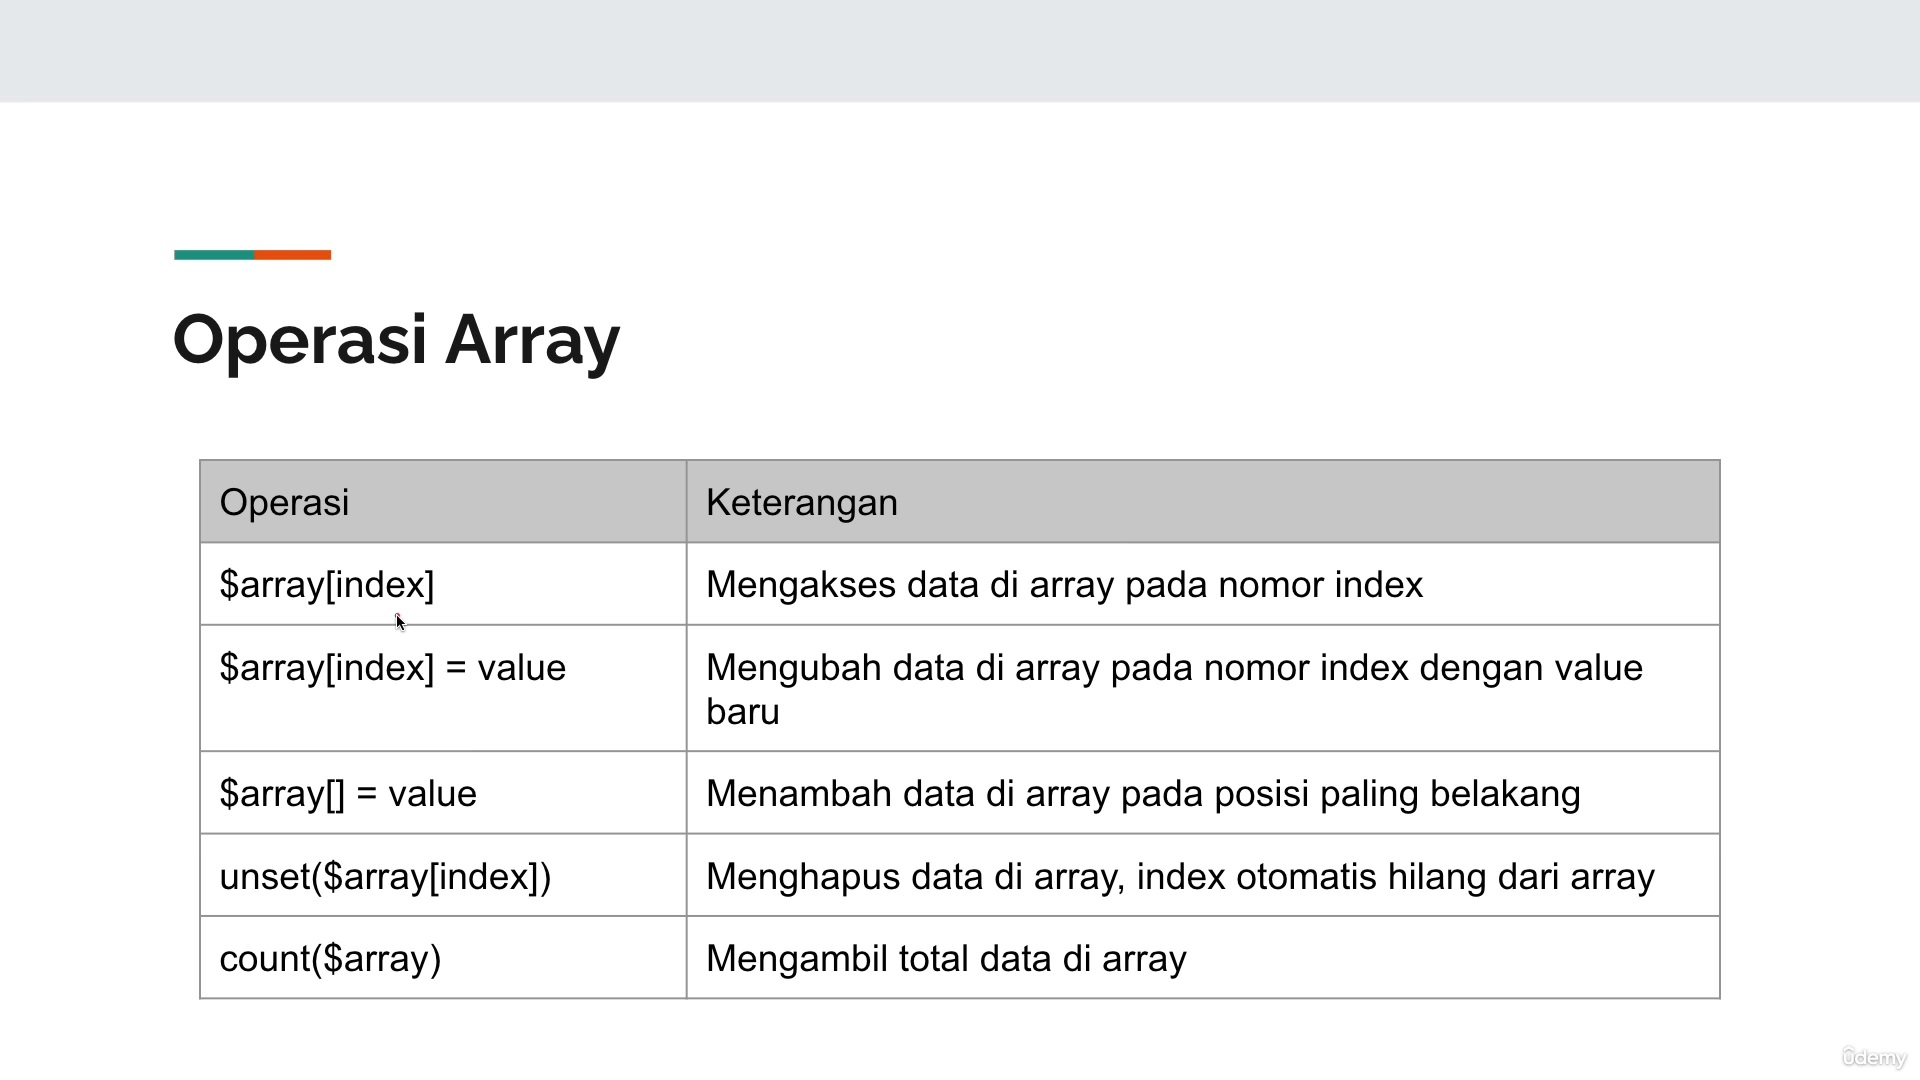 Operasi Array
Operasi
Keterangan
$array[index]
Mengakses data di array pada nomor index
$array[index] = value
Mengubah data di array pada nomor index dengan value
baru
$array[] = value
Menambah data di array pada posisi paling belakang
unset($array[index])
Menghapus data di array, index otomatis hilang dari array
count($array)
Mengambil total data di array
ûdemy